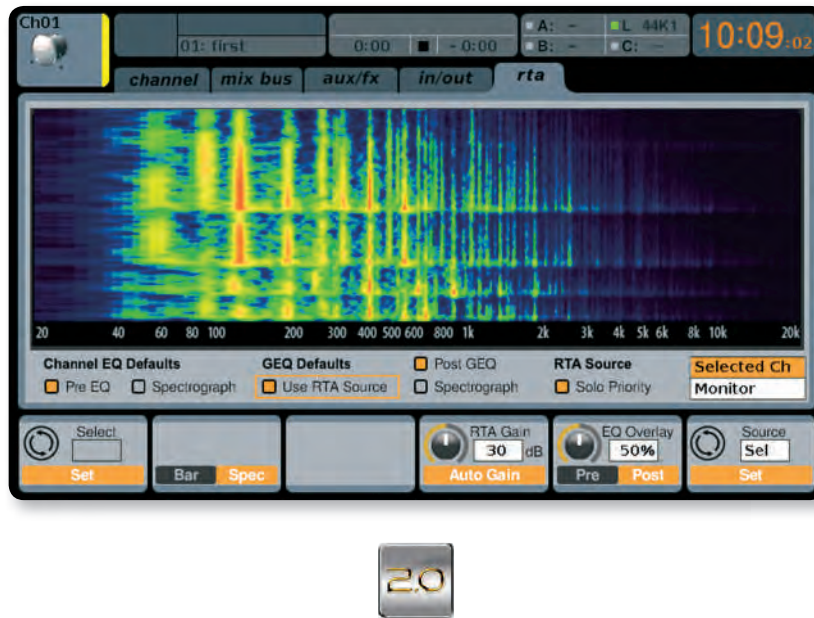 Ch01
01: first
0:00 - 0:00
A: - L 44K1
B: - C: -
10:09:02
channel mix bus aux/fx in/out rta
20 40 60 80 100 200 300 400 500 600 800 1k 2k 3k 4k 5k 6k 8k 10k 20k
Channel EQ Defaults GEQ Defaults Post GEQ RTA Source Selected Ch
Pre EQ Spectrograph Use RTA Source Spectrograph Solo Priority Monitor
Select RTA Gain EQ Overlay Source
30 dB 50% Sel
Set Bar Spec Auto Gain Pre Post Set
2.0